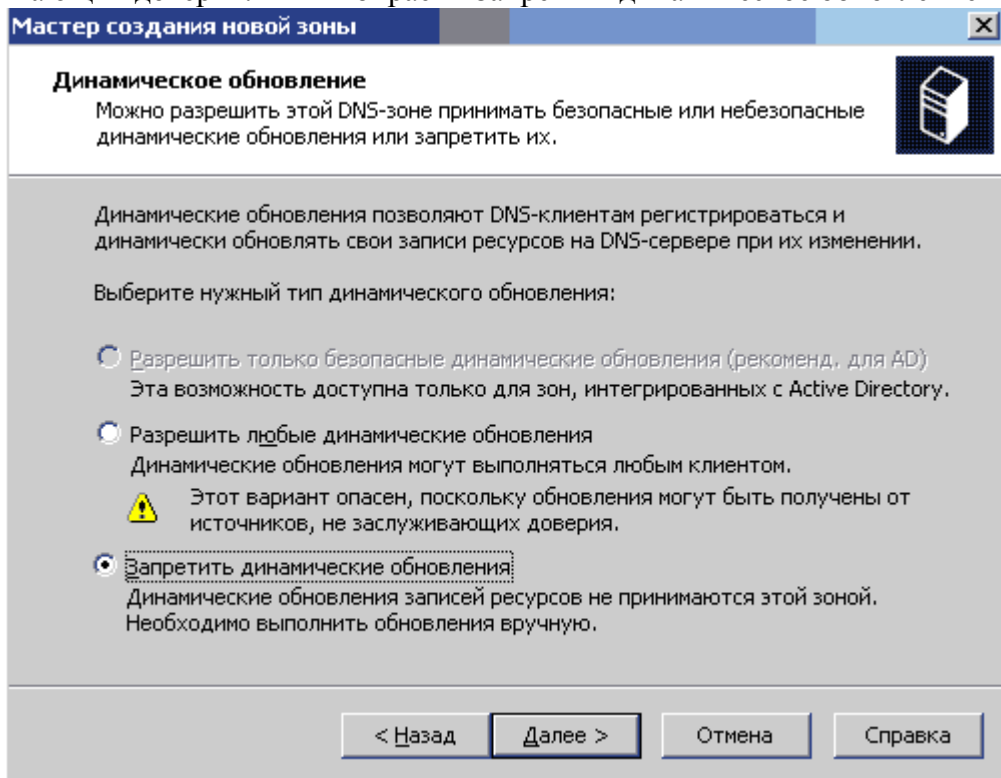 Мастер создания новой зоны
Динамическое обновление
Можно разрешить этой DNS-зоне принимать безопасные или небезопасные
динамические обновления или запретить их.
Динамические обновления позволяют DNS-клиентам регистрироваться и
динамически обновлять свои записи ресурсов на DNS-сервере при их изменении.
Выберите нужный тип динамического обновления:
Разрешить только безопасные динамические обновления (рекоменд. для AD)
Эта возможность доступна только для зон, интегрированных с Active Directory.
Разрешить любые динамические обновления
Динамические обновления могут выполняться любым клиентом.
Этот вариант опасен, поскольку обновления могут быть получены от
источников, не заслуживающих доверия.
Запретить динамические обновления
Динамические обновления записей ресурсов не принимаются этой зоной.
Необходимо выполнить обновления вручную.
< Назад Далее > Отмена Справка